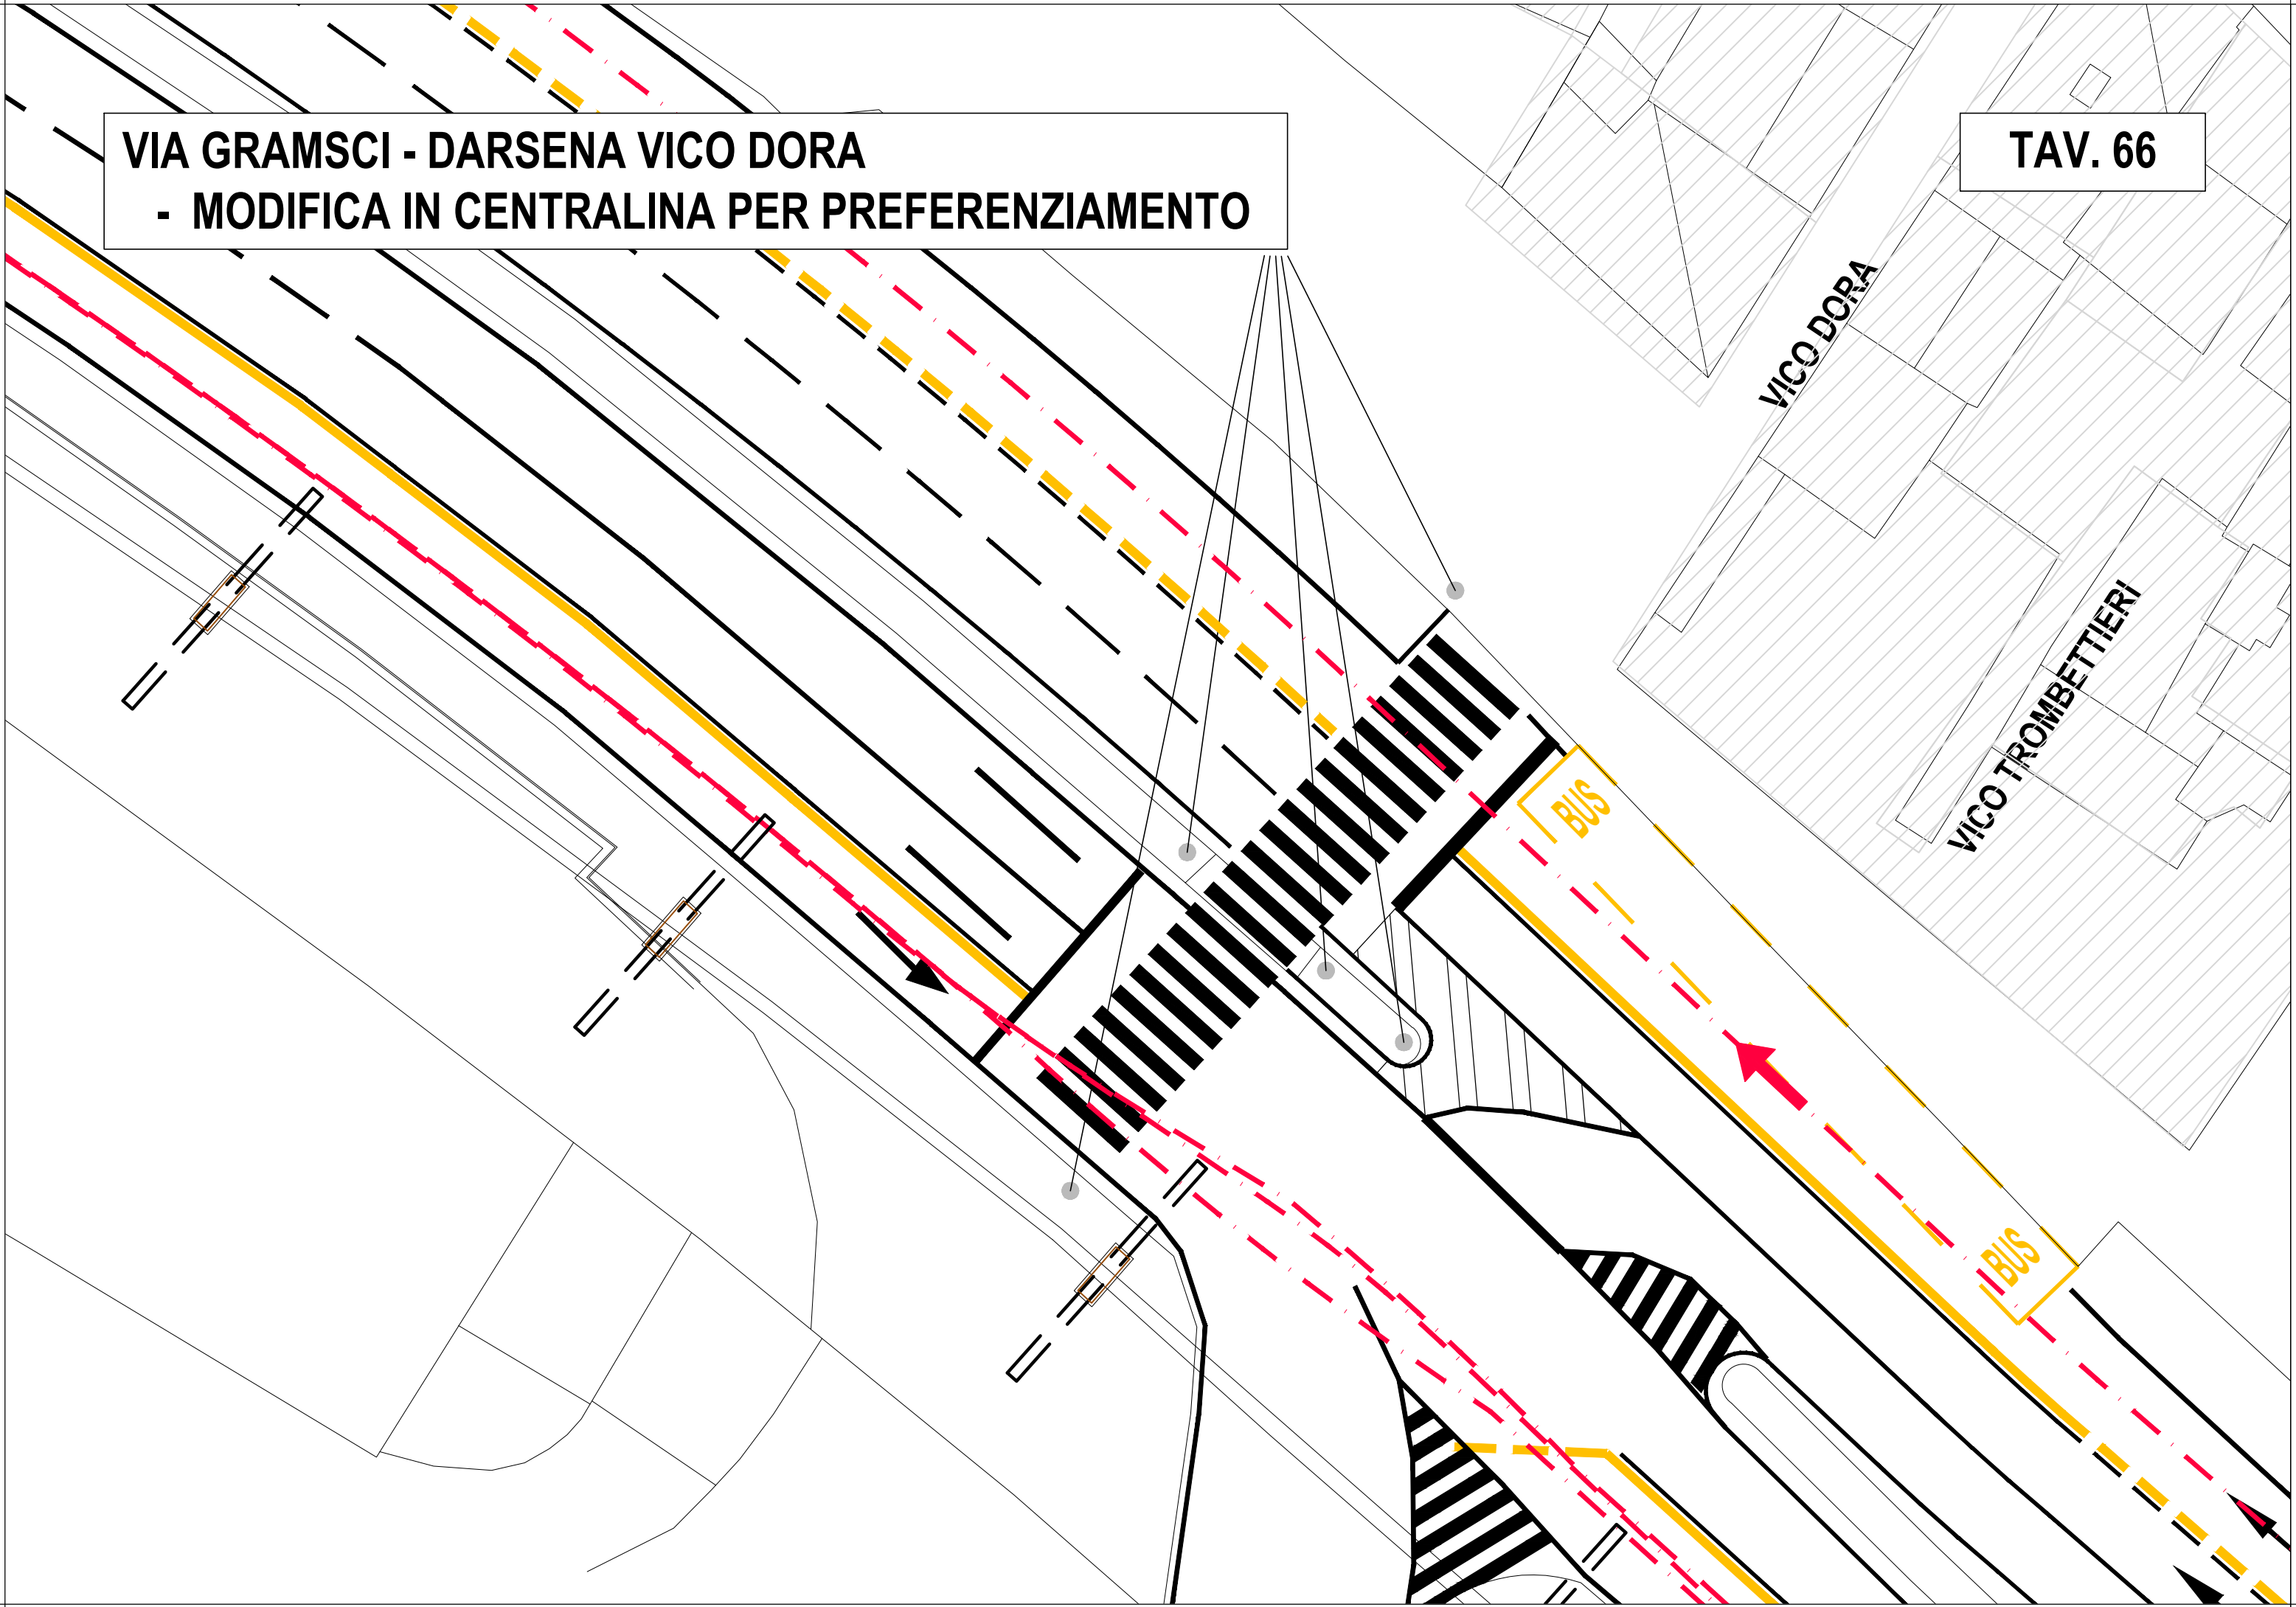 VIA GRAMSCI - DARSENA VICO DORA
- MODIFICA IN CENTRALINA PER PREFERENZIAMENTO
TAV. 66
VICO DORA
VICO TROMBETTIERI
BUS
BUS